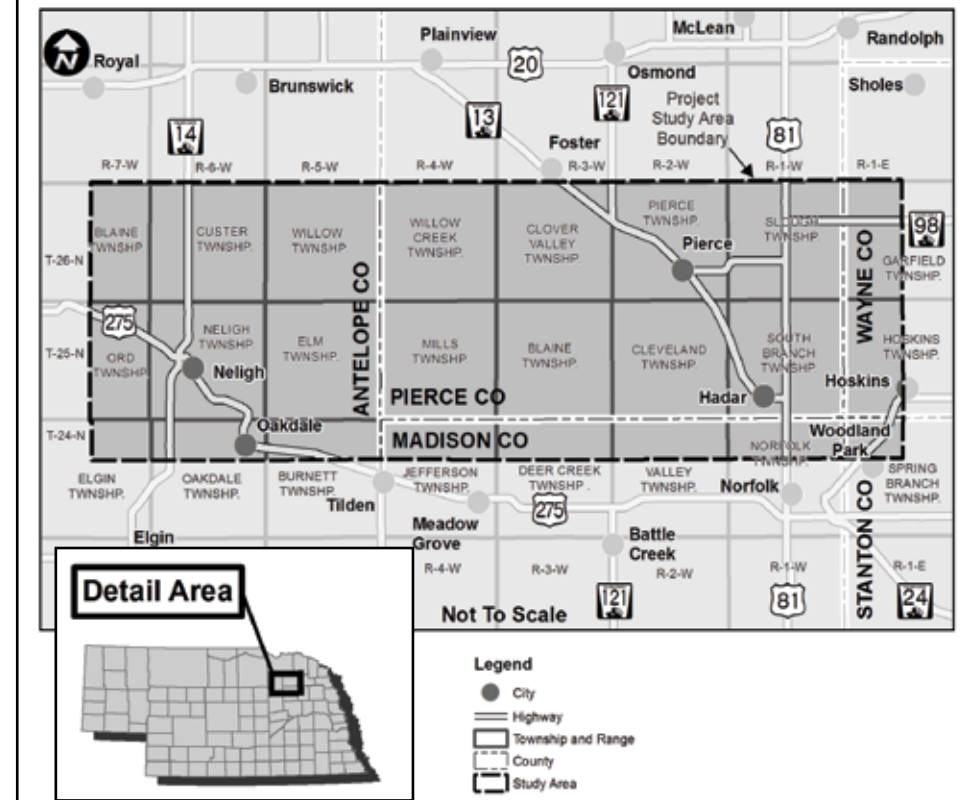 N
Royal
Brunswick
Plainview
20
McLean
Randolph
Osmond
121
Sholes
Project
Study Area
Boundary
13
14
81
Foster
R-7-W
R-6-W
R-5-W
R-4-W
R-3-W
R-2-W
R-1-W
R-1-E
BLAINE
TWNSHP.
CUSTER
TWNSHP.
WILLOW
TWNSHP.
WILLOW
CREEK
TWNSHP.
CLOVER
VALLEY
TWNSHP.
PIERCE
TWNSHP.
SLOUGH
TWNSHP.
98
GARFIELD
TWNSHP.
T-26-N
Pierce
ANTELOPE CO
WAYNE CO
275
T-25-N
ORD
TWNSHP.
NELIGH
TWNSHP.
Neligh
ELM
TWNSHP.
MILLS
TWNSHP.
BLAINE
TWNSHP.
CLEVELAND
TWNSHP.
SOUTH
BRANCH
TWNSHP.
HOSKINS
TWNSHP.
Hoskins
Hadar
PIERCE CO
MADISON CO
T-24-N
Oakdale
Woodland
Park
NORFOLK
TWNSHP.
ELGIN
TWNSHP.
OAKDALE
TWNSHP.
BURNETT
TWNSHP.
Tilden
JEFFERSON
TWNSHP.
DEER CREEK
TWNSHP.
VALLEY
TWNSHP.
Norfolk
SPRING
BRANCH
TWNSHP.
STANTON CO
Elgin
Meadow
Grove
275
Battle
Creek
R-4-W
R-3-W
R-2-W
R-1-W
R-1-E
Not To Scale
121
81
24
Detail Area
Legend
City
Highway
Township and Range
County
Study Area